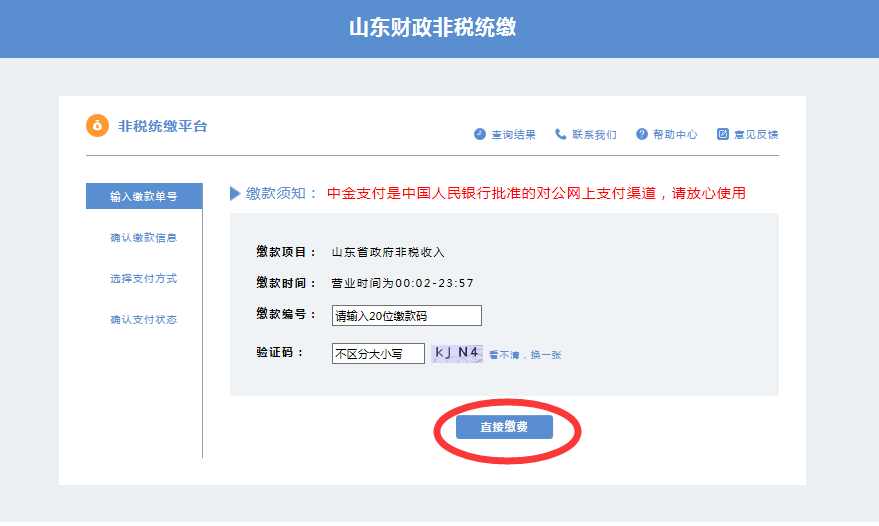 山东财政非税统缴
非税统缴平台
查询结果 联系我们 帮助中心 意见反馈
输入缴款单号
确认缴款信息
选择支付方式
确认支付状态
缴款须知： 中金支付是中国人民银行批准的对公网上支付渠道，请放心使用
缴款项目： 山东省政府非税收入
缴款时间： 营业时间为00:02-23:57
缴款编号： 请输入20位缴款码
验证码： 不区分大小写 KJN4 看不清，换一张
直接缴费